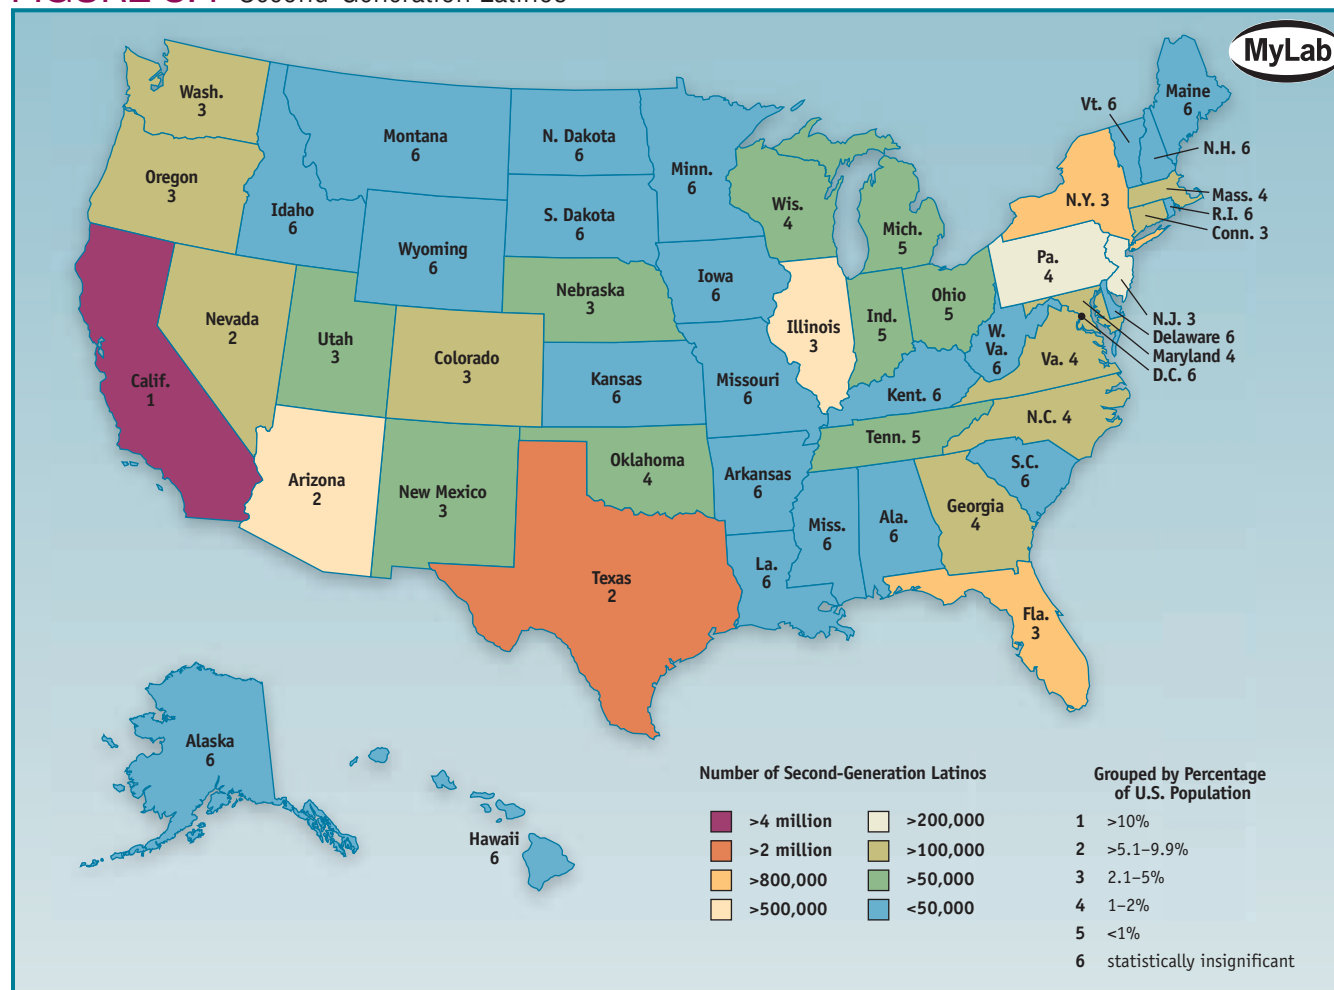 MyLab
Wash.
3
Oregon
3
Calif.
1
Nevada
2
Idaho
6
Montana
6
Wyoming
6
Utah
3
Arizona
2
Colorado
3
New Mexico
3
N. Dakota
6
S. Dakota
6
Nebraska
3
Kansas
6
Oklahoma
4
Texas
2
Minn.
6
Iowa
6
Missouri
6
Arkansas
6
La.
6
Wis.
4
Illinois
3
Mich.
5
Ind.
5
Ohio
5
Kent. 6
Tenn. 5
Miss.
6
Ala.
6
Georgia
4
Fla.
3
S.C.
6
N.C. 4
Va. 4
W.
Va.
6
Pa.
4
N.Y. 3
Vt. 6
Maine
6
N.H. 6
Mass. 4
R.I. 6
Conn. 3
N.J. 3
Delaware 6
Maryland 4
D.C. 6
Alaska
6
Hawaii
6
Number of Second-Generation Latinos
>4 million
>2 million
>800,000
>500,000
>200,000
>100,000
>50,000
<50,000
Grouped by Percentage
of U.S. Population
1 >10%
2 >5.1–9.9%
3 2.1–5%
4 1–2%
5 <1%
6 statistically insignificant